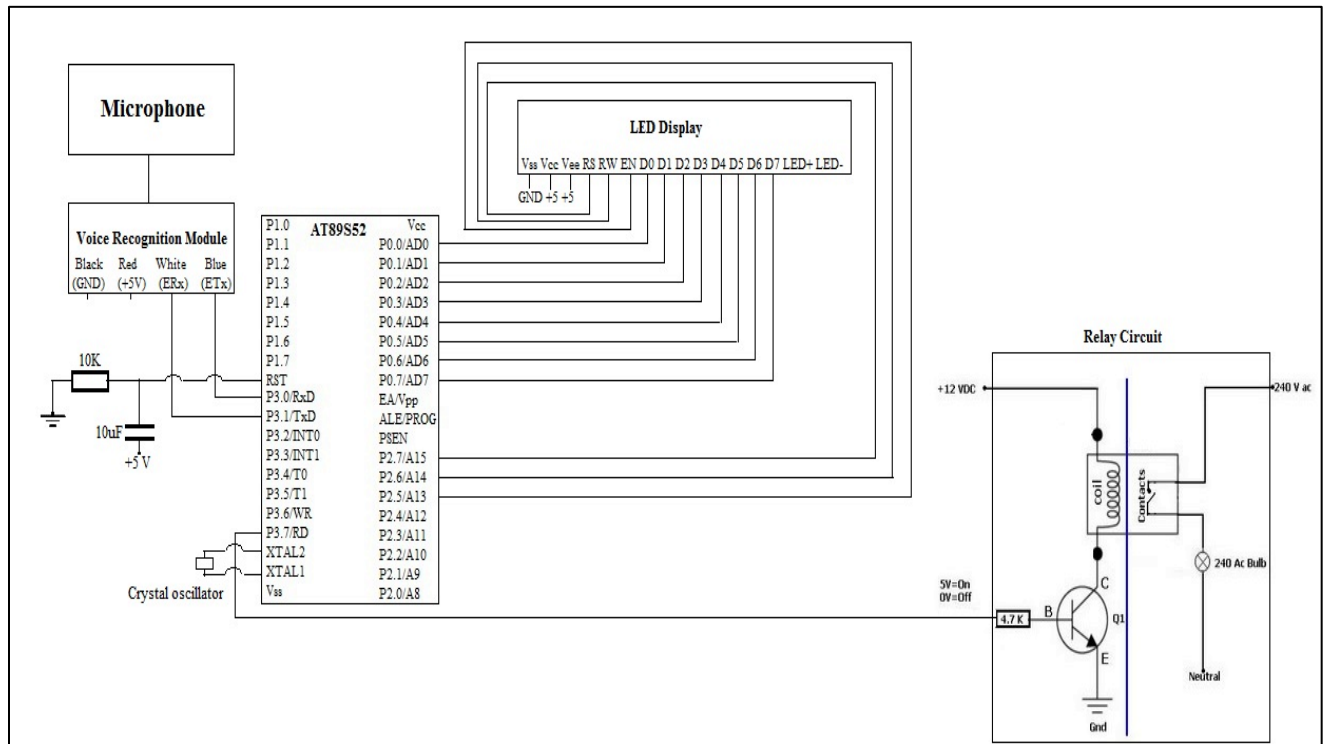 Microphone
Voice Recognition Module
Black Red White Blue
(GND) (+5V) (ERx) (ETx)
10K
10uF
+5 V
Crystal oscillator
AT89S52
P1.0
P1.1
P1.2
P1.3
P1.4
P1.5
P1.6
P1.7
RST
P3.0/RxD
P3.1/TxD
P3.2/INT0
P3.3/INT1
P3.4/T0
P3.5/T1
P3.6/WR
P3.7/RD
XTAL2
XTAL1
Vss
Vcc
P0.0/AD0
P0.1/AD1
P0.2/AD2
P0.3/AD3
P0.4/AD4
P0.5/AD5
P0.6/AD6
P0.7/AD7
EA/Vpp
ALE/PROG
PSEN
P2.7/A15
P2.6/A14
P2.5/A13
P2.4/A12
P2.3/A11
P2.2/A10
P2.1/A9
P2.0/A8
LED Display
Vss Vcc Vee RS RW EN D0 D1 D2 D3 D4 D5 D6 D7 LED+ LED-
GND +5 +5
Relay Circuit
+12 VDC
240 V ac
coil
Contacts
240 Ac Bulb
5V=On
0V=Off
4.7 K
B
C
Q1
E
Neutral
Gnd